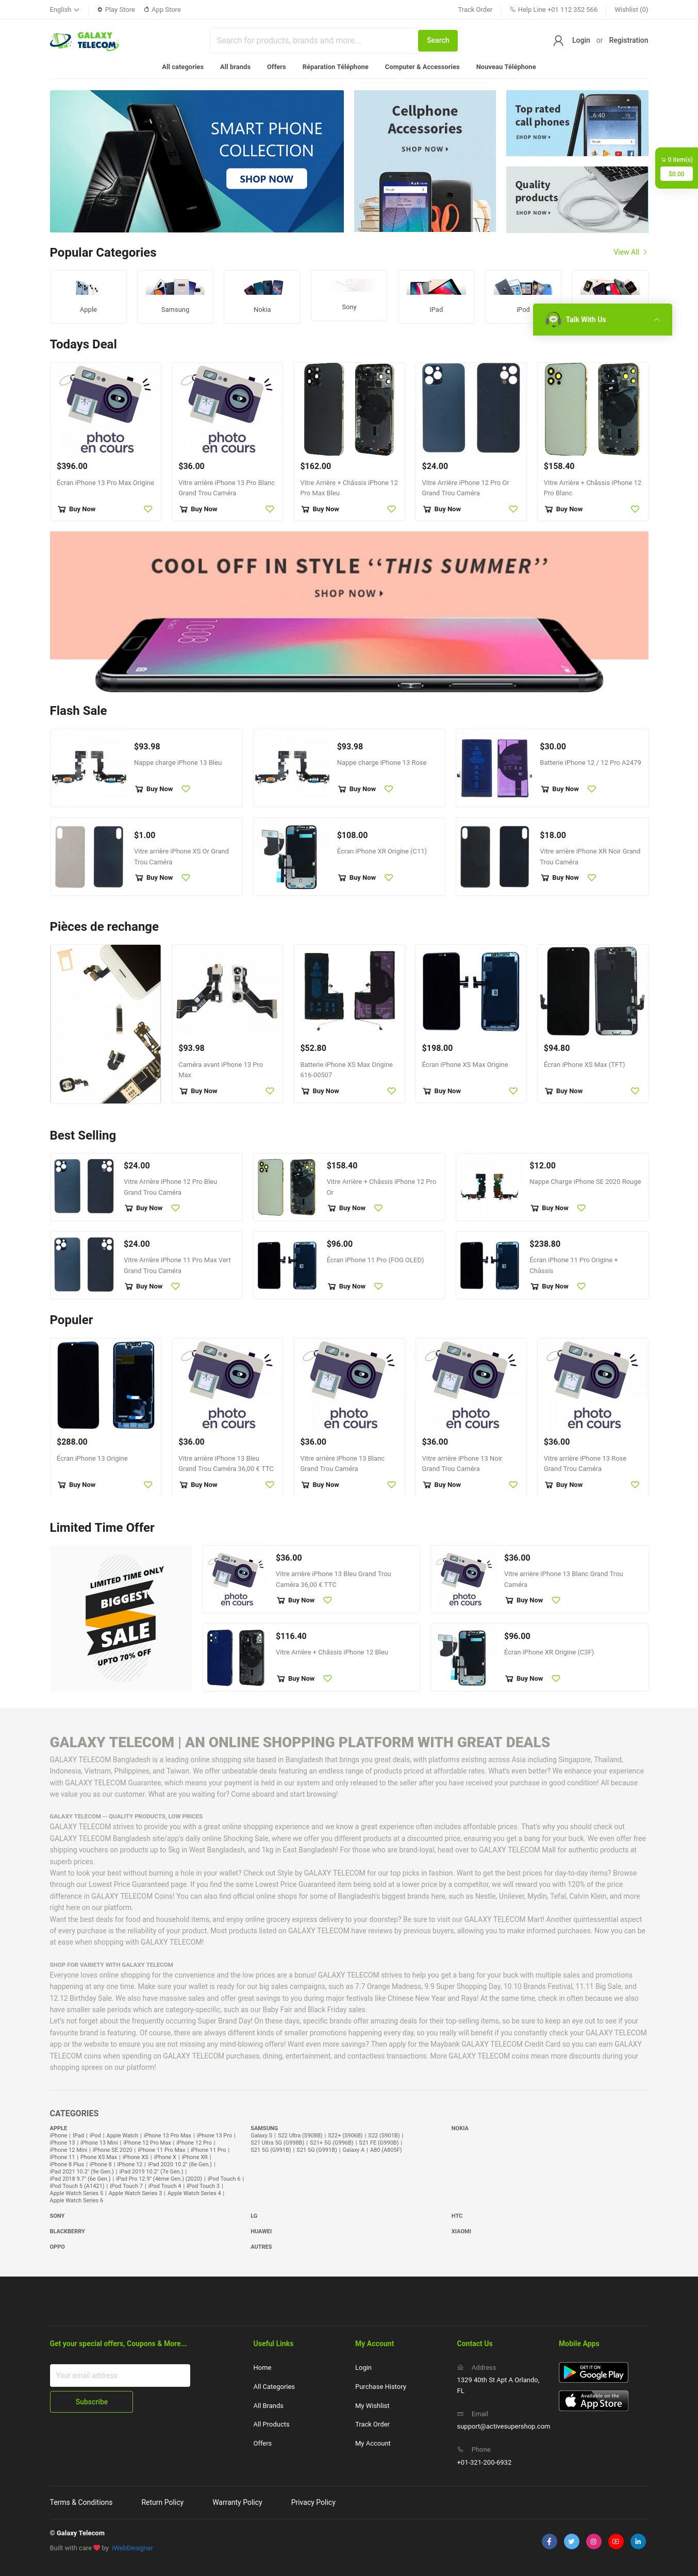 English
Play Store
App Store
Track Order
Help Line +01 112 352 566
Wishlist (0)
GALAXY
TELECOM
Search for products, brands and more...
Search
Login or Registration
All categories
All brands
Offers
Réparation Téléphone
Computer & Accessories
Nouveau Téléphone
SMART PHONE
COLLECTION
SHOP NOW
Cellphone
Accessories
SHOP NOW
Top rated
call phones
SHOP NOW
Quality
products
SHOP NOW
0 item(s)
$0.00
Popular Categories
View All
Apple
Samsung
Nokia
Sony
IPad
iPod
Talk With Us
Todays Deal
photo
en cours
$396.00
Écran iPhone 13 Pro Max Origine
Buy Now
photo
en cours
$36.00
Vitre arrière iPhone 13 Pro Blanc
Grand Trou Caméra
Buy Now
$162.00
Vitre Arrière + Châssis iPhone 12
Pro Max Bleu
Buy Now
$24.00
Vitre Arrière iPhone 12 Pro Or
Grand Trou Caméra
Buy Now
$158.40
Vitre Arrière + Châssis iPhone 12
Pro Blanc
Buy Now
COOL OFF IN STYLE “THIS SUMMER”
SHOP NOW
Flash Sale
$93.98
Nappe charge iPhone 13 Bleu
Buy Now
$93.98
Nappe charge iPhone 13 Rose
Buy Now
$30.00
Batterie iPhone 12 / 12 Pro A2479
Buy Now
$1.00
Vitre arrière iPhone XS Or Grand
Trou Caméra
Buy Now
$108.00
Écran iPhone XR Origine (C11)
Buy Now
$18.00
Vitre arrière iPhone XR Noir Grand
Trou Caméra
Buy Now
Pièces de rechange
$93.98
Caméra avant iPhone 13 Pro
Max
Buy Now
$52.80
Batterie iPhone XS Max Origine
616-00507
Buy Now
$198.00
Écran iPhone XS Max Origine
Buy Now
$94.80
Écran iPhone XS Max (TFT)
Buy Now
Best Selling
$24.00
Vitre Arrière iPhone 12 Pro Bleu
Grand Trou Caméra
Buy Now
$158.40
Vitre Arrière + Châssis iPhone 12 Pro
Or
Buy Now
$12.00
Nappe Charge iPhone SE 2020 Rouge
Buy Now
$24.00
Vitre Arrière iPhone 11 Pro Max Vert
Grand Trou Caméra
Buy Now
$96.00
Écran iPhone 11 Pro (FOG OLED)
Buy Now
$238.80
Écran iPhone 11 Pro Origine +
Châssis
Buy Now
Populer
$288.00
Écran iPhone 13 Origine
Buy Now
photo
en cours
$36.00
Vitre arrière iPhone 13 Bleu
Grand Trou Caméra 36,00 € TTC
Buy Now
photo
en cours
$36.00
Vitre arrière iPhone 13 Blanc
Grand Trou Caméra
Buy Now
photo
en cours
$36.00
Vitre arrière iPhone 13 Noir
Grand Trou Caméra
Buy Now
photo
en cours
$36.00
Vitre arrière iPhone 13 Rose
Grand Trou Caméra
Buy Now
Limited Time Offer
LIMITED TIME ONLY
BIGGEST
SALE
UPTO 70% OFF
photo
en cours
$36.00
Vitre arrière iPhone 13 Bleu Grand Trou
Caméra 36,00 € TTC
Buy Now
photo
en cours
$36.00
Vitre arrière iPhone 13 Blanc Grand Trou
Caméra
Buy Now
$116.40
Vitre Arrière + Châssis iPhone 12 Bleu
Buy Now
$96.00
Écran iPhone XR Origine (C3F)
Buy Now
GALAXY TELECOM | AN ONLINE SHOPPING PLATFORM WITH GREAT DEALS
GALAXY TELECOM Bangladesh is a leading online shopping site based in Bangladesh that brings you great deals, with platforms existing across Asia including Singapore, Thailand,
Indonesia, Vietnam, Philippines, and Taiwan. We offer unbeatable deals featuring an endless range of products priced at affordable rates. What's even better? We enhance your experience
with GALAXY TELECOM Guarantee, which means your payment is held in our system and only released to the seller after you have received your purchase in good condition! All because
we value you as our customer. What are you waiting for? Come aboard and start browsing!
GALAXY TELECOM — QUALITY PRODUCTS, LOW PRICES
GALAXY TELECOM strives to provide you with a great online shopping experience and we know a great experience often includes affordable prices. That's why you should check out
GALAXY TELECOM Bangladesh site/app's daily online Shocking Sale, where we offer you different products at a discounted price, ensuring you get a bang for your buck. We even offer free
shipping vouchers on products up to 5kg in West Bangladesh, and 1kg in East Bangladesh! For those who are brand-loyal, head over to GALAXY TELECOM Mall for authentic products at
superb prices.
Want to look your best without burning a hole in your wallet? Check out Style by GALAXY TELECOM for our top picks in fashion. Want to get the best prices for day-to-day items? Browse
through our Lowest Price Guaranteed page. If you find the same Lowest Price Guaranteed item being sold at a lower price by a competitor, we will reward you with 120% of the price
difference in GALAXY TELECOM Coins! You can also find official online shops for some of Bangladesh's biggest brands here, such as Nestle, Unilever, Mydin, Tefal, Calvin Klein, and more
right here on our platform.
Want the best deals for food and household items, and enjoy online grocery express delivery to your doorstep? Be sure to visit our GALAXY TELECOM Mart! Another quintessential aspect
of every purchase is the reliability of your product. Most products listed on GALAXY TELECOM have reviews by previous buyers, allowing you to make informed purchases. Now you can be
at ease when shopping with GALAXY TELECOM!
SHOP FOR VARIETY WITH GALAXY TELECOM
Everyone loves online shopping for the convenience and the low prices are a bonus! GALAXY TELECOM strives to help you get a bang for your buck with multiple sales and promotions
happening at any one time. Make sure your wallet is ready for our big sales campaigns, such as 7.7 Orange Madness, 9.9 Super Shopping Day, 10.10 Brands Festival, 11.11 Big Sale, and
12.12 Birthday Sale. We also have massive sales and offer great savings to you during major festivals like Chinese New Year and Raya! At the same time, check in often because we also
have smaller sale periods which are category-specific, such as our Baby Fair and Black Friday sales.
Let's not forget about the frequently occurring Super Brand Day! On these days, specific brands offer amazing deals for their top-selling items, so be sure to keep an eye out to see if your
favourite brand is featuring. Of course, there are always different kinds of smaller promotions happening every day, so you really will benefit if you constantly check your GALAXY TELECOM
app or the website to ensure you are not missing any mind-blowing offers! Want even more savings? Then apply for the Maybank GALAXY TELECOM Credit Card so you can earn GALAXY
TELECOM coins when spending on GALAXY TELECOM purchases, dining, entertainment, and contactless transactions. More GALAXY TELECOM coins mean more discounts during your
shopping sprees on our platform!
CATEGORIES
APPLE
iPhone | IPad | iPod | Apple Watch | iPhone 13 Pro Max | iPhone 13 Pro |
iPhone 13 | iPhone 13 Mini | iPhone 12 Pro Max | iPhone 12 Pro |
iPhone 12 Mini | iPhone SE 2020 | iPhone 11 Pro Max | iPhone 11 Pro |
iPhone 11 | Phone XS Max | iPhone XS | iPhone X | iPhone XR |
iPhone 8 Plus | iPhone 8 | iPhone 12 | iPad 2020 10.2" (8e Gen.) |
iPad 2021 10.2" (9e Gen.) | iPad 2019 10.2" (7e Gen.) |
iPad 2018 9.7" (6e Gen.) | iPad Pro 12.9" (4ème Gen.) (2020) | iPod Touch 6 |
iPod Touch 5 (A1421) | iPod Touch 7 | iPod Touch 4 | iPod Touch 3 |
Apple Watch Series 5 | Apple Watch Series 3 | Apple Watch Series 4 |
Apple Watch Series 6
SAMSUNG
Galaxy S | S22 Ultra (S908B) | S22+ (S906B) | S22 (S901B) |
S21 Ultra 5G (G998B) | S21+ 5G (G996B) | S21 FE (G990B) |
S21 5G (G991B) | S21 5G (G991B) | Galaxy A | A80 (A805F)
NOKIA
SONY
LG
HTC
BLACKBERRY
HUAWEI
XIAOMI
OPPO
AUTRES
Get your special offers, Coupons & More...
Your email address
Subscribe
Useful Links
Home
All Categories
All Brands
All Products
Offers
My Account
Login
Purchase History
My Wishlist
Track Order
My Account
Contact Us
Address
1329 40th St Apt A Orlando,
FL
Email
support@activesupershop.com
Phone
+01-321-200-6932
Mobile Apps
GET IT ON
Google Play
Available on the
App Store
Terms & Conditions
Return Policy
Warranty Policy
Privacy Policy
© Galaxy Telecom
Built with care by iWebDesigner